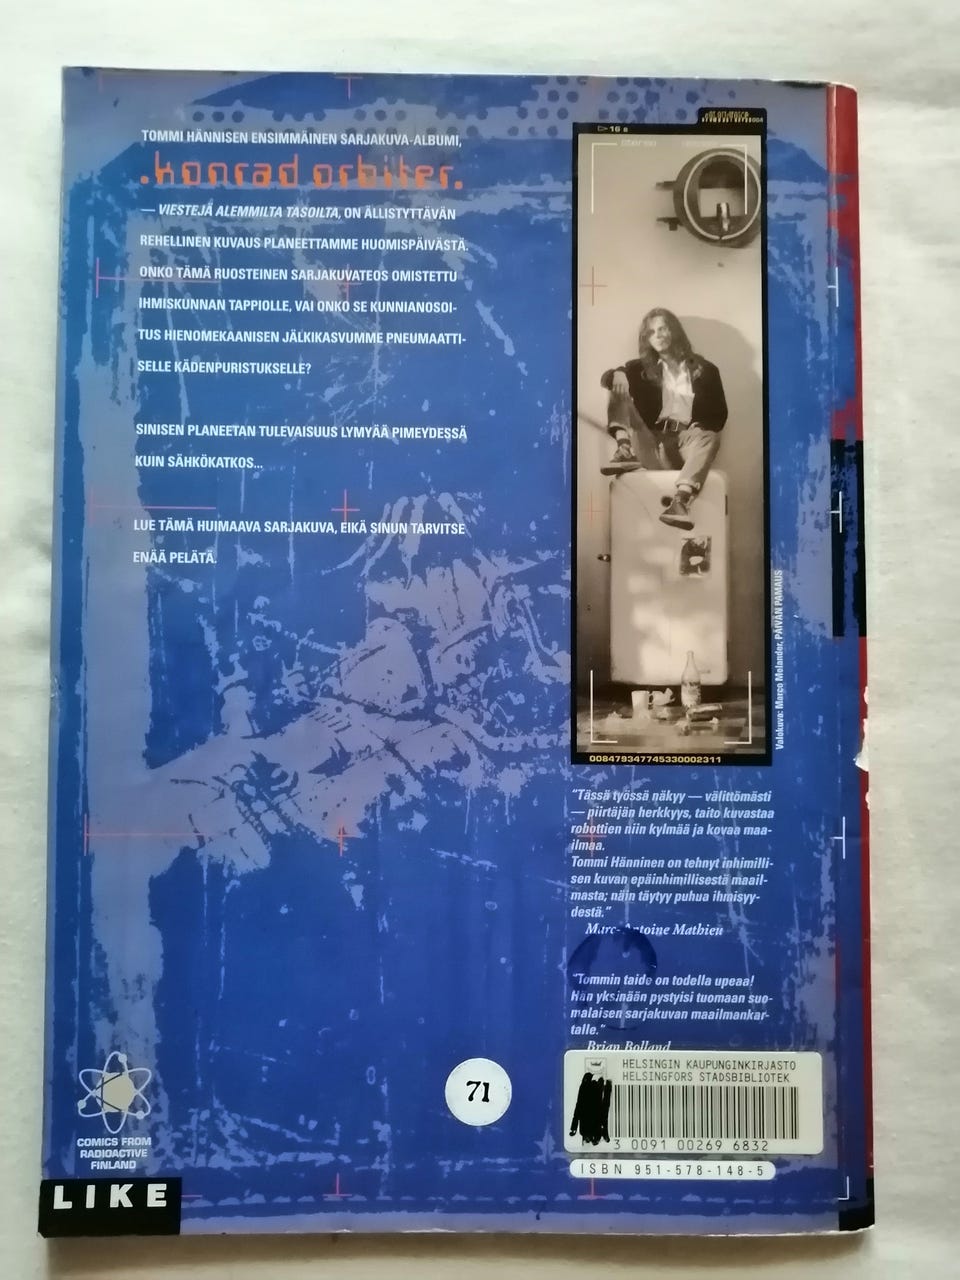 TOMMI HÄNNISEN ENSIMMÄINEN SARJAKUVA-ALBUMI,
.konrad orbiter.
— VIESTEJÄ ALEMMILTA TASOILTA, ON ÄLLISTYTTÄVÄN
REHELLINEN KUVAUS PLANEETTAMME HUOMISPÄIVÄSTÄ.
ONKO TÄMÄ RUOSTEINEN SARJAKUVATEOS OMISTETTU
IHMISKUNNAN TAPPIOLLE, VAI ONKO SE KUNNIANOSOI-
TUS HIENOMEKAANISEN JÄLKIKASVUMME PNEUMAATTI-
SELLE KÄDENPURISTUKSELLE?
SINISEN PLANEETAN TULEVAISUUS LYMYÄÄ PIMEYDESSÄ
KUIN SÄHKÖKATKOS...
LUE TÄMÄ HUIMAAVA SARJAKUVA, EIKÄ SINUN TARVITSE
ENÄÄ PELÄTÄ.
▷ 16 s
008479347745330002311
Valokuva: Marco Melander, PÄIVÄN PAMAUS
"Tässä työssä näkyy — välittömästi
— piirtäjän herkkyys, taito kuvastaa
robottien niin kylmää ja kovaa maa-
ilmaa.
Tommi Hänninen on tehnyt inhimilli-
sen kuvan epäinhimillisestä maail-
masta; näin täytyy puhua ihmisyy-
destä."
Marc-Antoine Mathieu
"Tommin taide on todella upeaa!
Hän yksinään pystyisi tuomaan suo-
malaisen sarjakuvan maailmankar-
talle."
Brian Bolland
HELSINGIN KAUPUNGINKIRJASTO
HELSINGFORS STADSBIBLIOTEK
3 0091 00269 6832
ISBN 951-578-148-5
71
COMICS FROM
RADIOACTIVE
FINLAND
LIKE